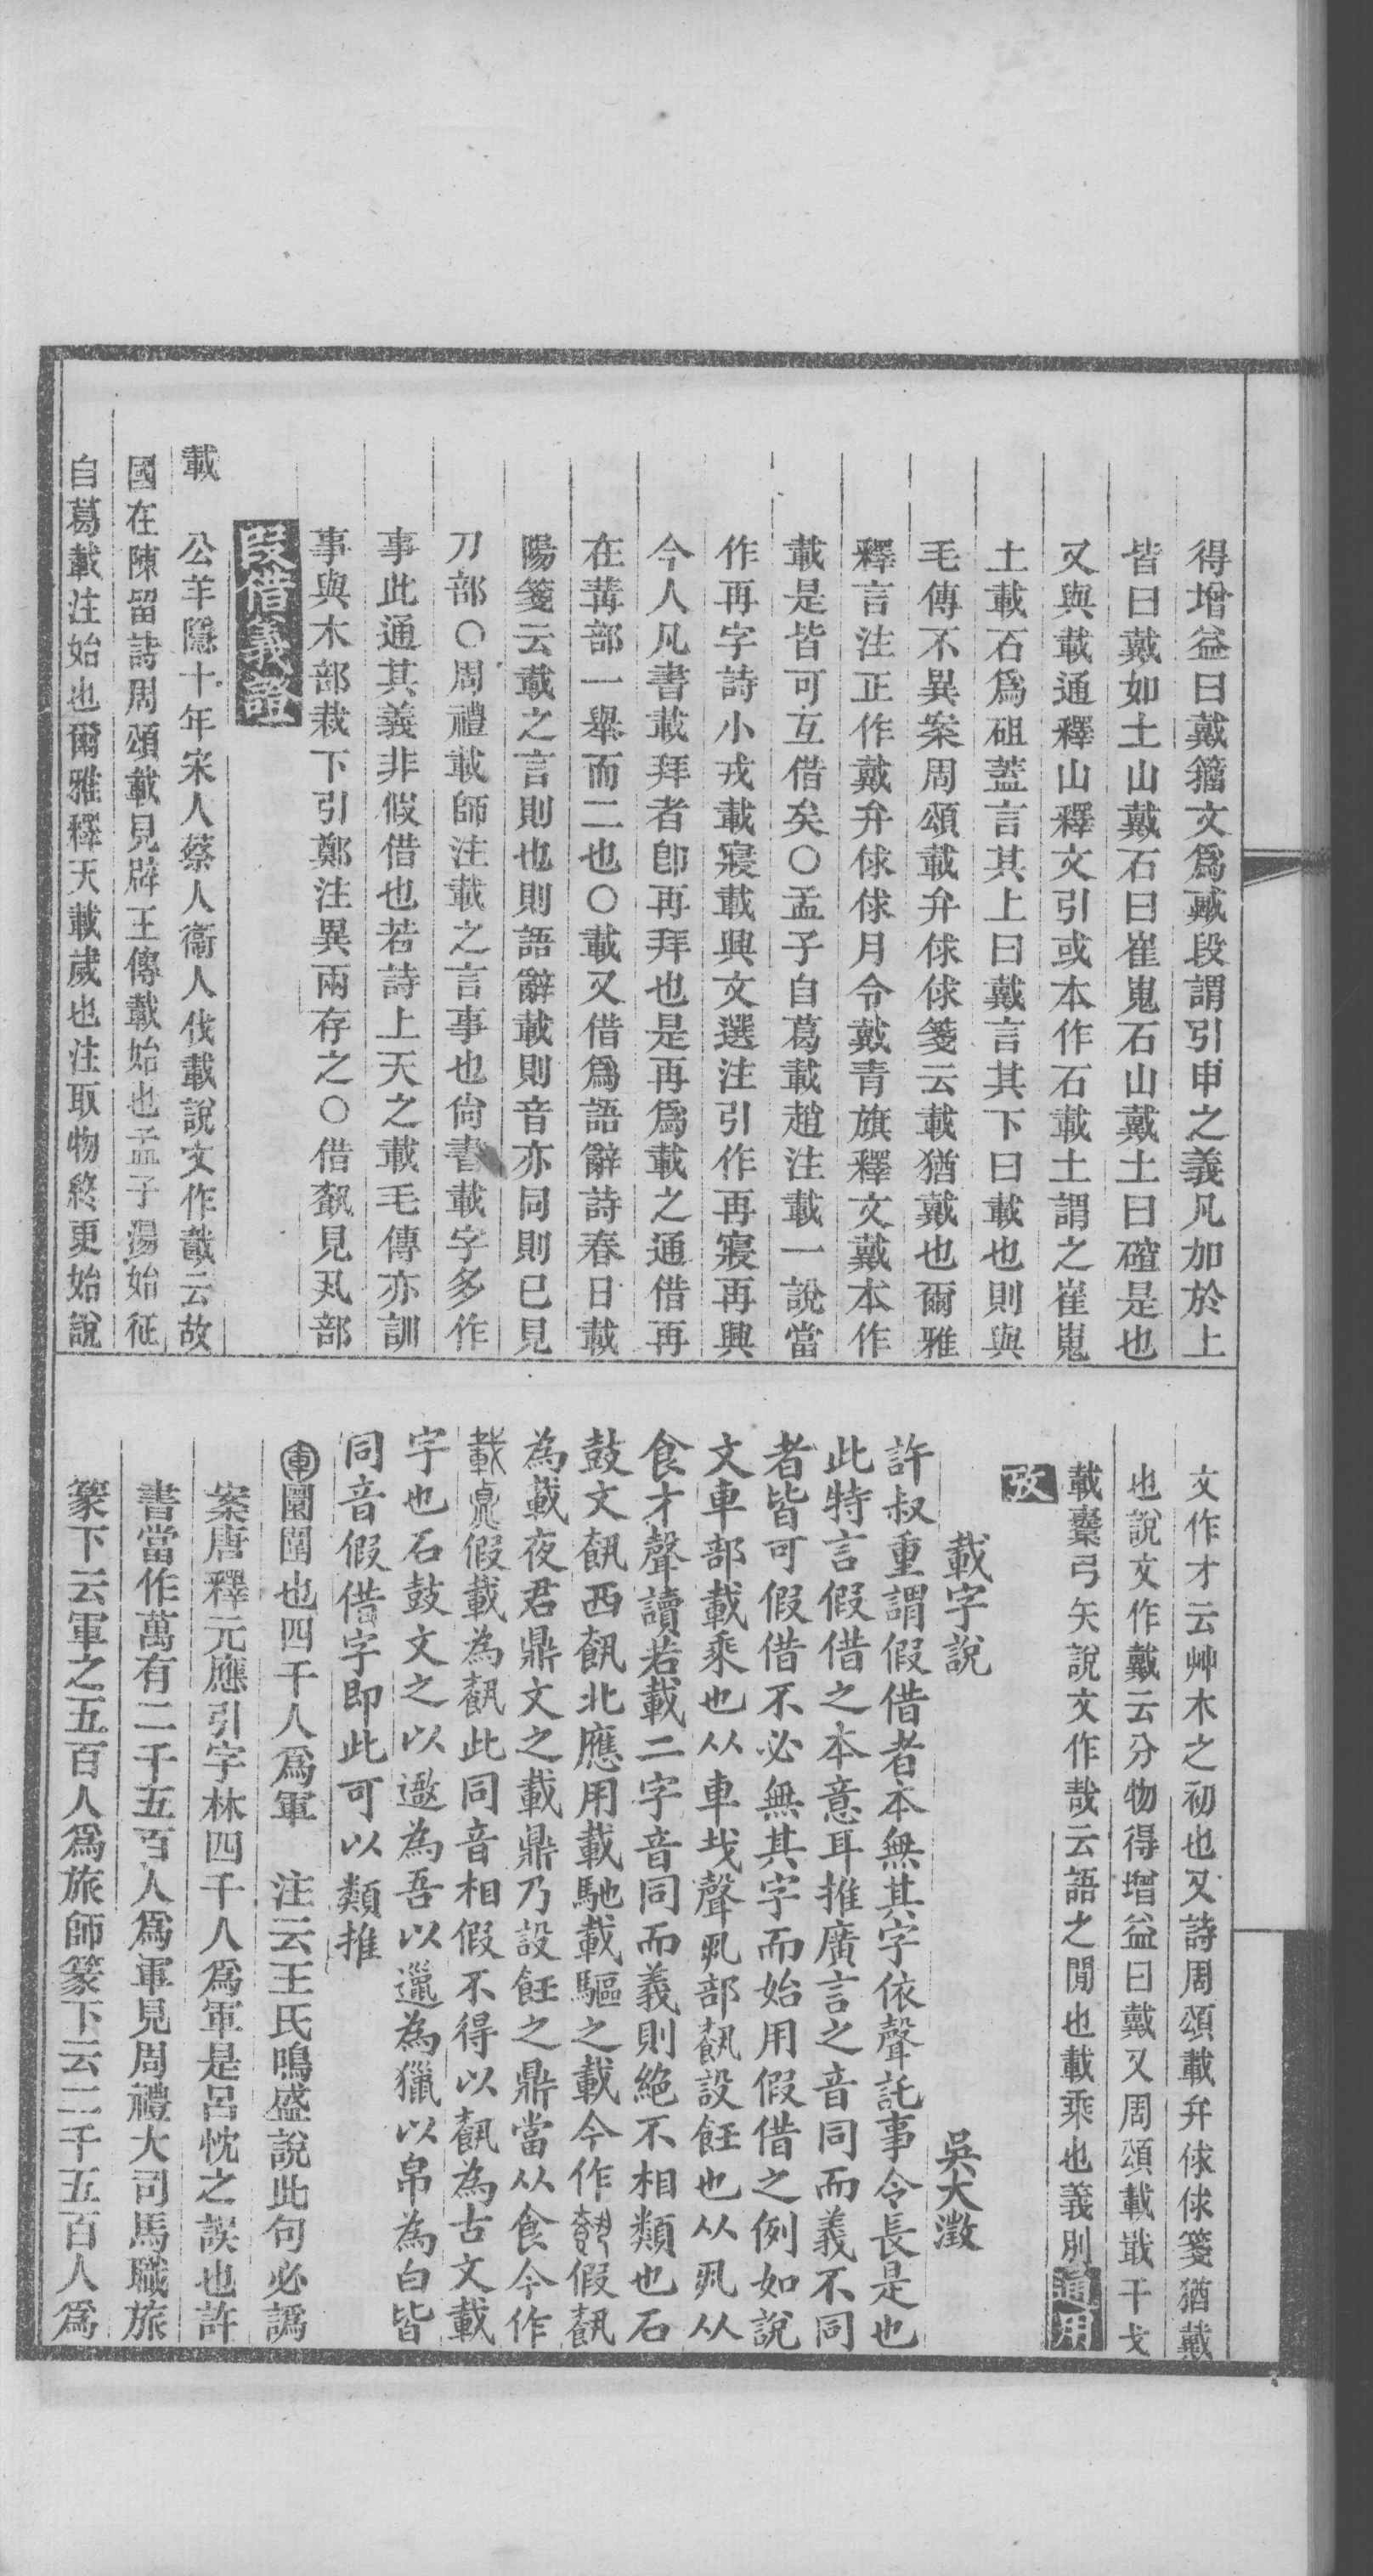 得增益曰戴籒文爲𢨔段謂引申之義凡加於上
皆曰戴如土山戴石曰崔嵬石山戴土曰確是也
又與載通釋山釋文引或本作石載土謂之崔嵬
土載石爲砠蓋言其上曰戴言其下曰載也則與
毛傳不異案周頌載弁俅俅箋云載猶戴也爾雅
釋言注正作戴弁俅俅月令戴青旗釋文戴本作
載是皆可互借矣○孟子自葛載趙注載一說當
作再字詩小戎載寢載興文選注引作再寢再興
今人凡書載拜者卽再拜也是再爲載之通借再
在冓部一舉而二也○載又借爲語辭詩春日載
陽箋云載之言則也則語辭載則音亦同則已見
刀部○周禮載師注載之言事也尙書載字多作
事此通其義非假借也若詩上天之載毛傳亦訓
事與木部栽下引鄭注異兩存之○借𩚁見丮部
叚借義證
載　公羊隱十年宋人蔡人衞人伐載說文作㦲云故
國在陳留詩周頌載見辟王傳載始也孟子湯始征
自葛載注始也爾雅釋天載歲也注取物終更始說
文作才云艸木之初也又詩周頌載弁俅俅箋猶戴
也說文作戴云分物得增益曰戴又周頌載戢干戈
載櫜弓矢說文作哉云語之閒也載乘也義別通用
攷
載字說　吳大澂
許叔重謂假借者本無其字依聲託事令長是也
此特言假借之本意耳推廣言之音同而義不同
者皆可假借不必無其字而始用假借之例如說
文車部載乘也从車𢦏聲丮部𩚁設飪也从丮从
食才聲讀若載二字音同而義則絶不相類也石
鼓文𩚁西𩚁北應用載馳載驅之載今作𩚁假𩚁
為載夜君鼎文之載鼎乃設飪之鼎當从食今作
載鼎假載為𩚁此同音相假不得以𩚁為古文載
字也石鼓文之以䢩為吾以邋為獵以帛為白皆
同音假借字即此可以類推
軍圜圍也四千人爲軍　注云王氏鳴盛說此句必譌
案唐釋元應引字林四千人爲軍是呂忱之誤也許
書當作萬有二千五百人爲軍見周禮大司馬職旅
篆下云軍之五百人爲旅師篆下云二千五百人爲